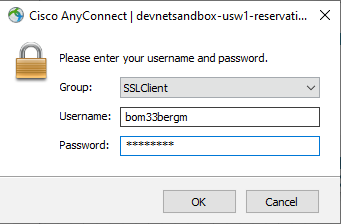 Cisco AnyConnect | devnetsandbox-usw1-reservati...
Please enter your username and password.
Group:
SSLClient
Username:
bom33bergm
Password:
********
OK
Cancel